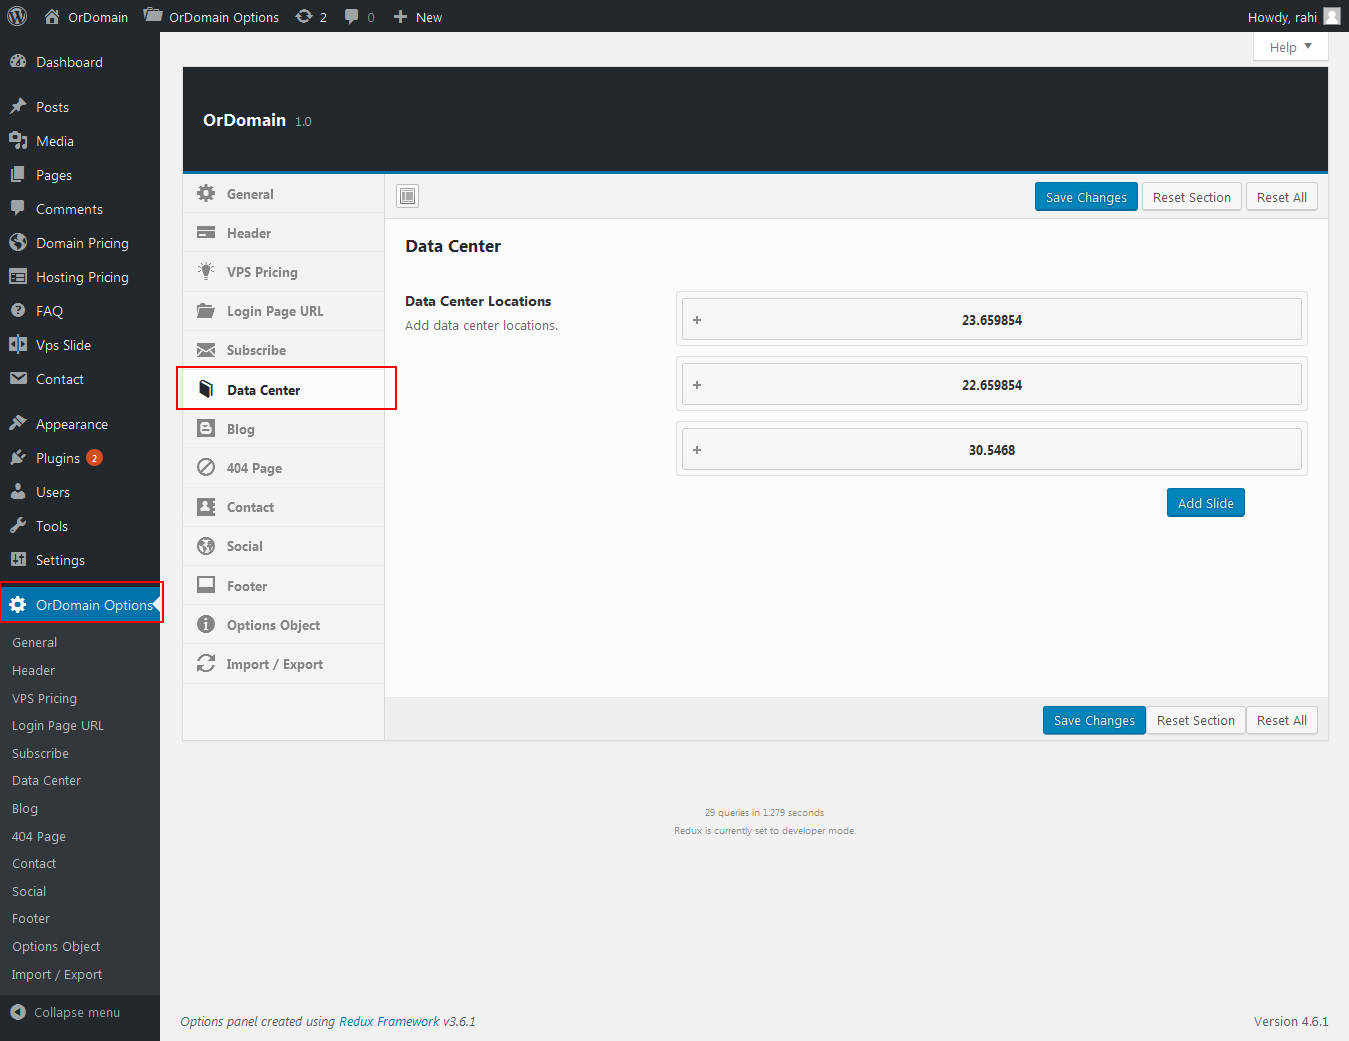 OrDomain OrDomain Options 2 0 New Howdy, rahi
Help
Dashboard
Posts
Media
Pages
Comments
Domain Pricing
Hosting Pricing
FAQ
Vps Slide
Contact
Appearance
Plugins 2
Users
Tools
Settings
OrDomain Options
General
Header
VPS Pricing
Login Page URL
Subscribe
Data Center
Blog
404 Page
Contact
Social
Footer
Options Object
Import / Export
Collapse menu
OrDomain 1.0
General
Header
VPS Pricing
Login Page URL
Subscribe
Data Center
Blog
404 Page
Contact
Social
Footer
Options Object
Import / Export
Save Changes Reset Section Reset All
Data Center
Data Center Locations
Add data center locations.
+ 23.659854
+ 22.659854
+ 30.5468
Add Slide
Save Changes Reset Section Reset All
29 queries in 1.279 seconds
Redux is currently set to developer mode.
Options panel created using Redux Framework v3.6.1
Version 4.6.1